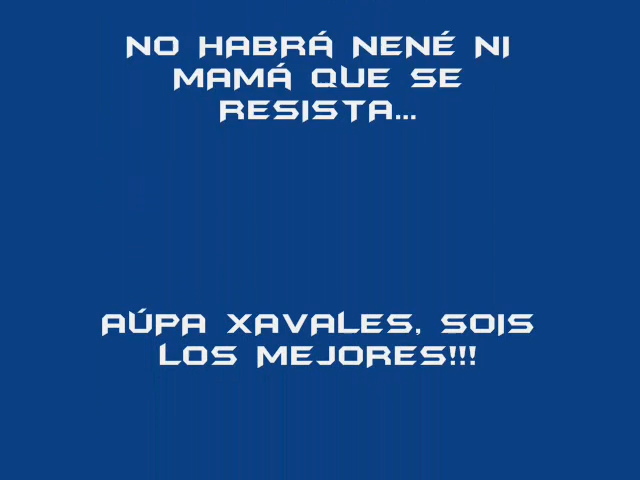 NO HABRÁ NENÉ NI
MAMÁ QUE SE
RESISTA...
AÚPA XAVALES, SOIS
LOS MEJORES!!!